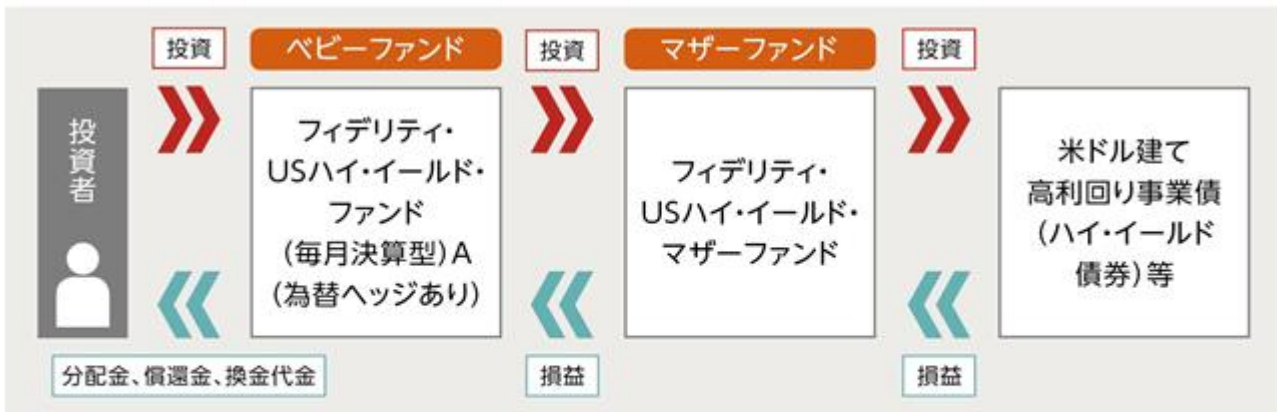 投資
ベビーファンド
投資
マザーファンド
投資
投資者
フィデリティ・
USハイ・イールド・
ファンド
(毎月決算型)A
(為替ヘッジあり)
フィデリティ・
USハイ・イールド・
マザーファンド
米ドル建て
高利回り事業債
(ハイ・イールド
債券)等
分配金、償還金、換金代金
損益
損益